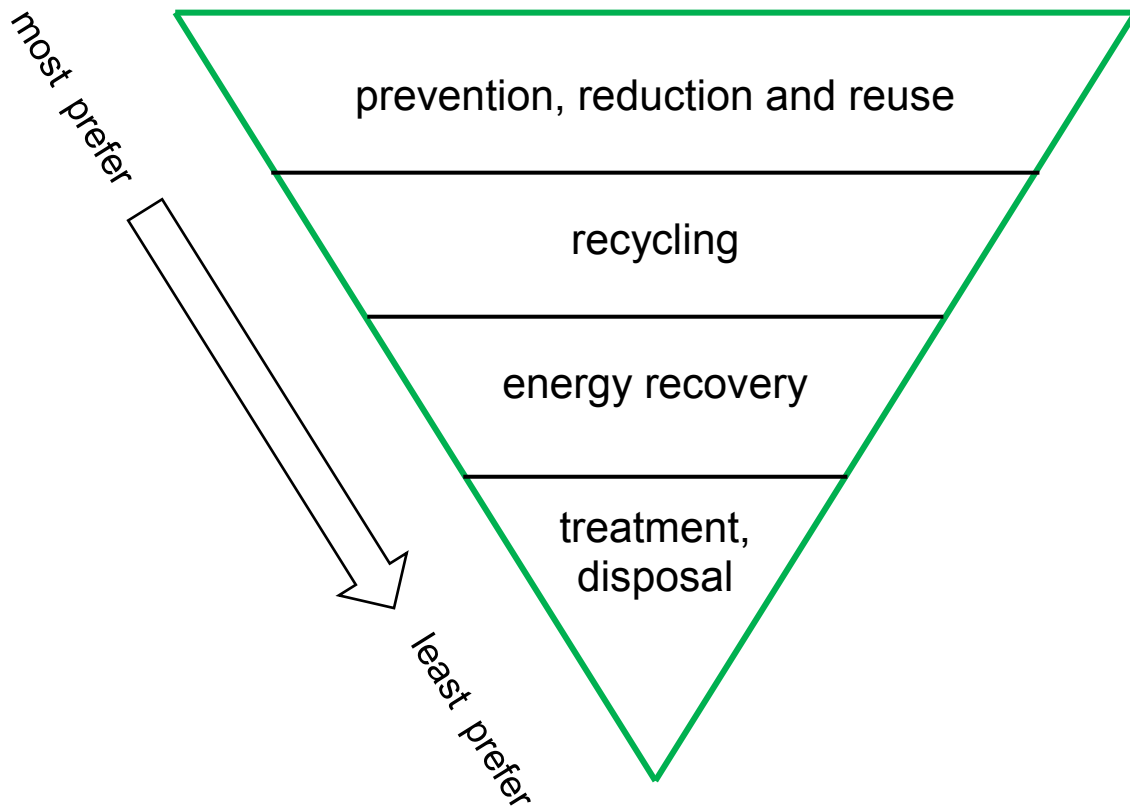 most prefer
prevention, reduction and reuse
recycling
energy recovery
treatment,
disposal
least prefer